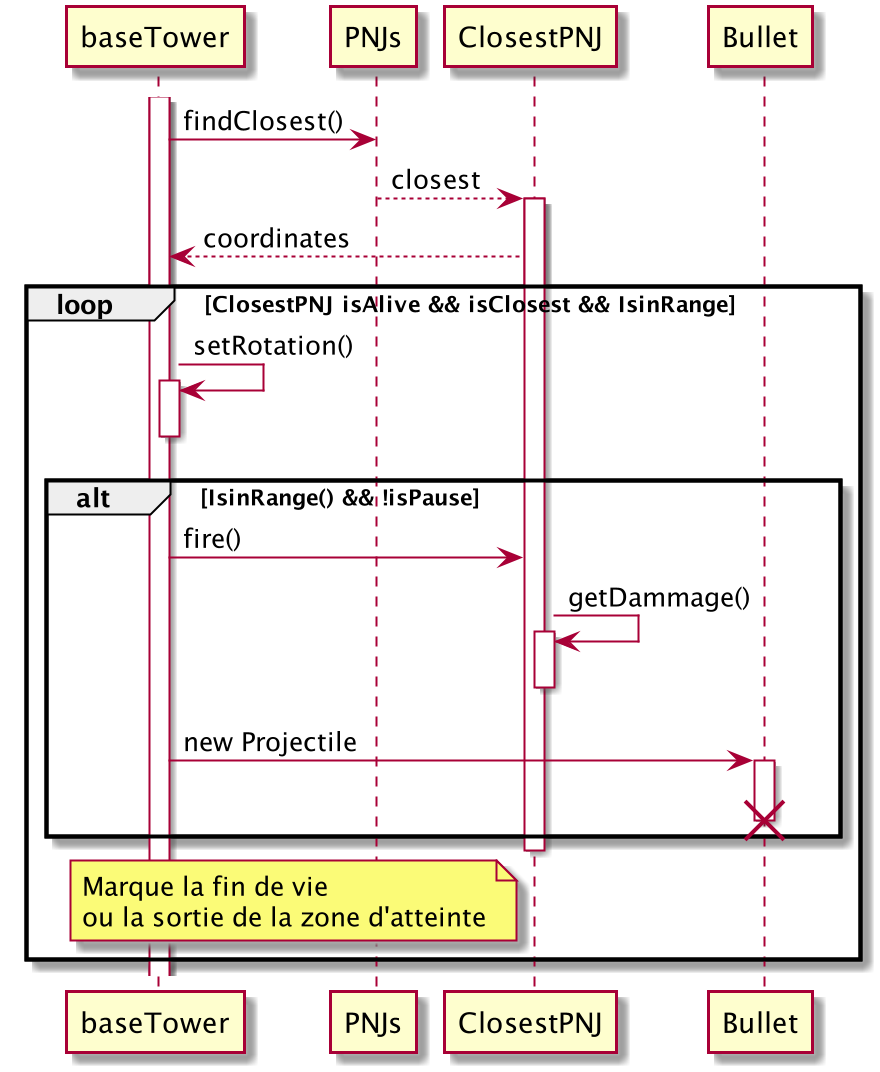 baseTower PNJs ClosestPNJ Bullet
findClosest()
closest
coordinates
loop [ClosestPNJ isAlive && isClosest && IsinRange]
setRotation()
alt [IsinRange() && !isPause]
fire()
getDammage()
new Projectile
Marque la fin de vie
ou la sortie de la zone d'atteinte
baseTower PNJs ClosestPNJ Bullet